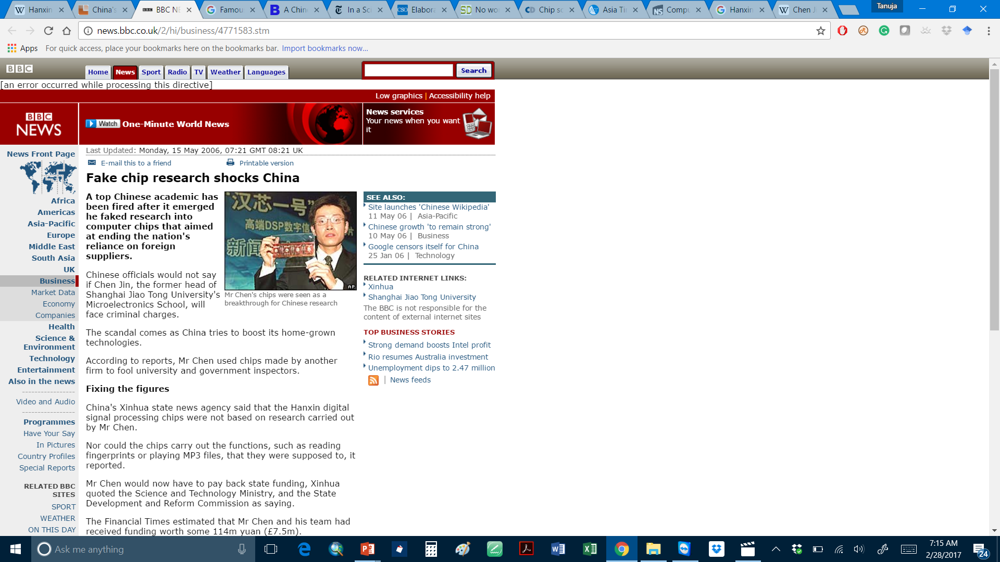 Hanxin
China's
BBC NE
Famou
A Chin
In a Sci
Elabora
No wo
Chip sc
Asia Tim
Compu
Hanxin
Chen J
Tanuja
news.bbc.co.uk/2/hi/business/4771583.stm
Apps For quick access, place your bookmarks here on the bookmarks bar. Import bookmarks now...
BBC
Home News Sport Radio TV Weather Languages Search
[an error occurred while processing this directive]
Low graphics | Accessibility help
BBC NEWS
Watch One-Minute World News
News services
Your news when you want
it
News Front Page
Africa
Americas
Asia-Pacific
Europe
Middle East
South Asia
UK
Business
Market Data
Economy
Companies
Health
Science &
Environment
Technology
Entertainment
Also in the news
-----------------
Video and Audio
-----------------
Programmes
Have Your Say
In Pictures
Country Profiles
Special Reports
RELATED BBC
SITES
SPORT
WEATHER
ON THIS DAY
Last Updated: Monday, 15 May 2006, 07:21 GMT 08:21 UK
E-mail this to a friend Printable version
Fake chip research shocks China
A top Chinese academic has
been fired after it emerged
he faked research into
computer chips that aimed
at ending the nation's
reliance on foreign
suppliers.
汉芯一号”
高端DSP数字信 片
新闻
AP
Mr Chen's chips were seen as a
breakthrough for Chinese research
Chinese officials would not say
if Chen Jin, the former head of
Shanghai Jiao Tong University's
Microelectronics School, will
face criminal charges.
The scandal comes as China tries to boost its home-grown
technologies.
According to reports, Mr Chen used chips made by another
firm to fool university and government inspectors.
Fixing the figures
China's Xinhua state news agency said that the Hanxin digital
signal processing chips were not based on research carried out
by Mr Chen.
Nor could the chips carry out the functions, such as reading
fingerprints or playing MP3 files, that they were supposed to, it
reported.
Mr Chen would now have to pay back state funding, Xinhua
quoted the Science and Technology Ministry, and the State
Development and Reform Commission as saying.
The Financial Times estimated that Mr Chen and his team had
received funding worth some 114m yuan (£7.5m).
SEE ALSO:
Site launches 'Chinese Wikipedia'
11 May 06 | Asia-Pacific
Chinese growth 'to remain strong'
10 May 06 | Business
Google censors itself for China
25 Jan 06 | Technology
RELATED INTERNET LINKS:
Xinhua
Shanghai Jiao Tong University
The BBC is not responsible for the
content of external internet sites
TOP BUSINESS STORIES
Strong demand boosts Intel profit
Rio resumes Australia investment
Unemployment dips to 2.47 million
| News feeds
Ask me anything
7:15 AM
2/28/2017
24